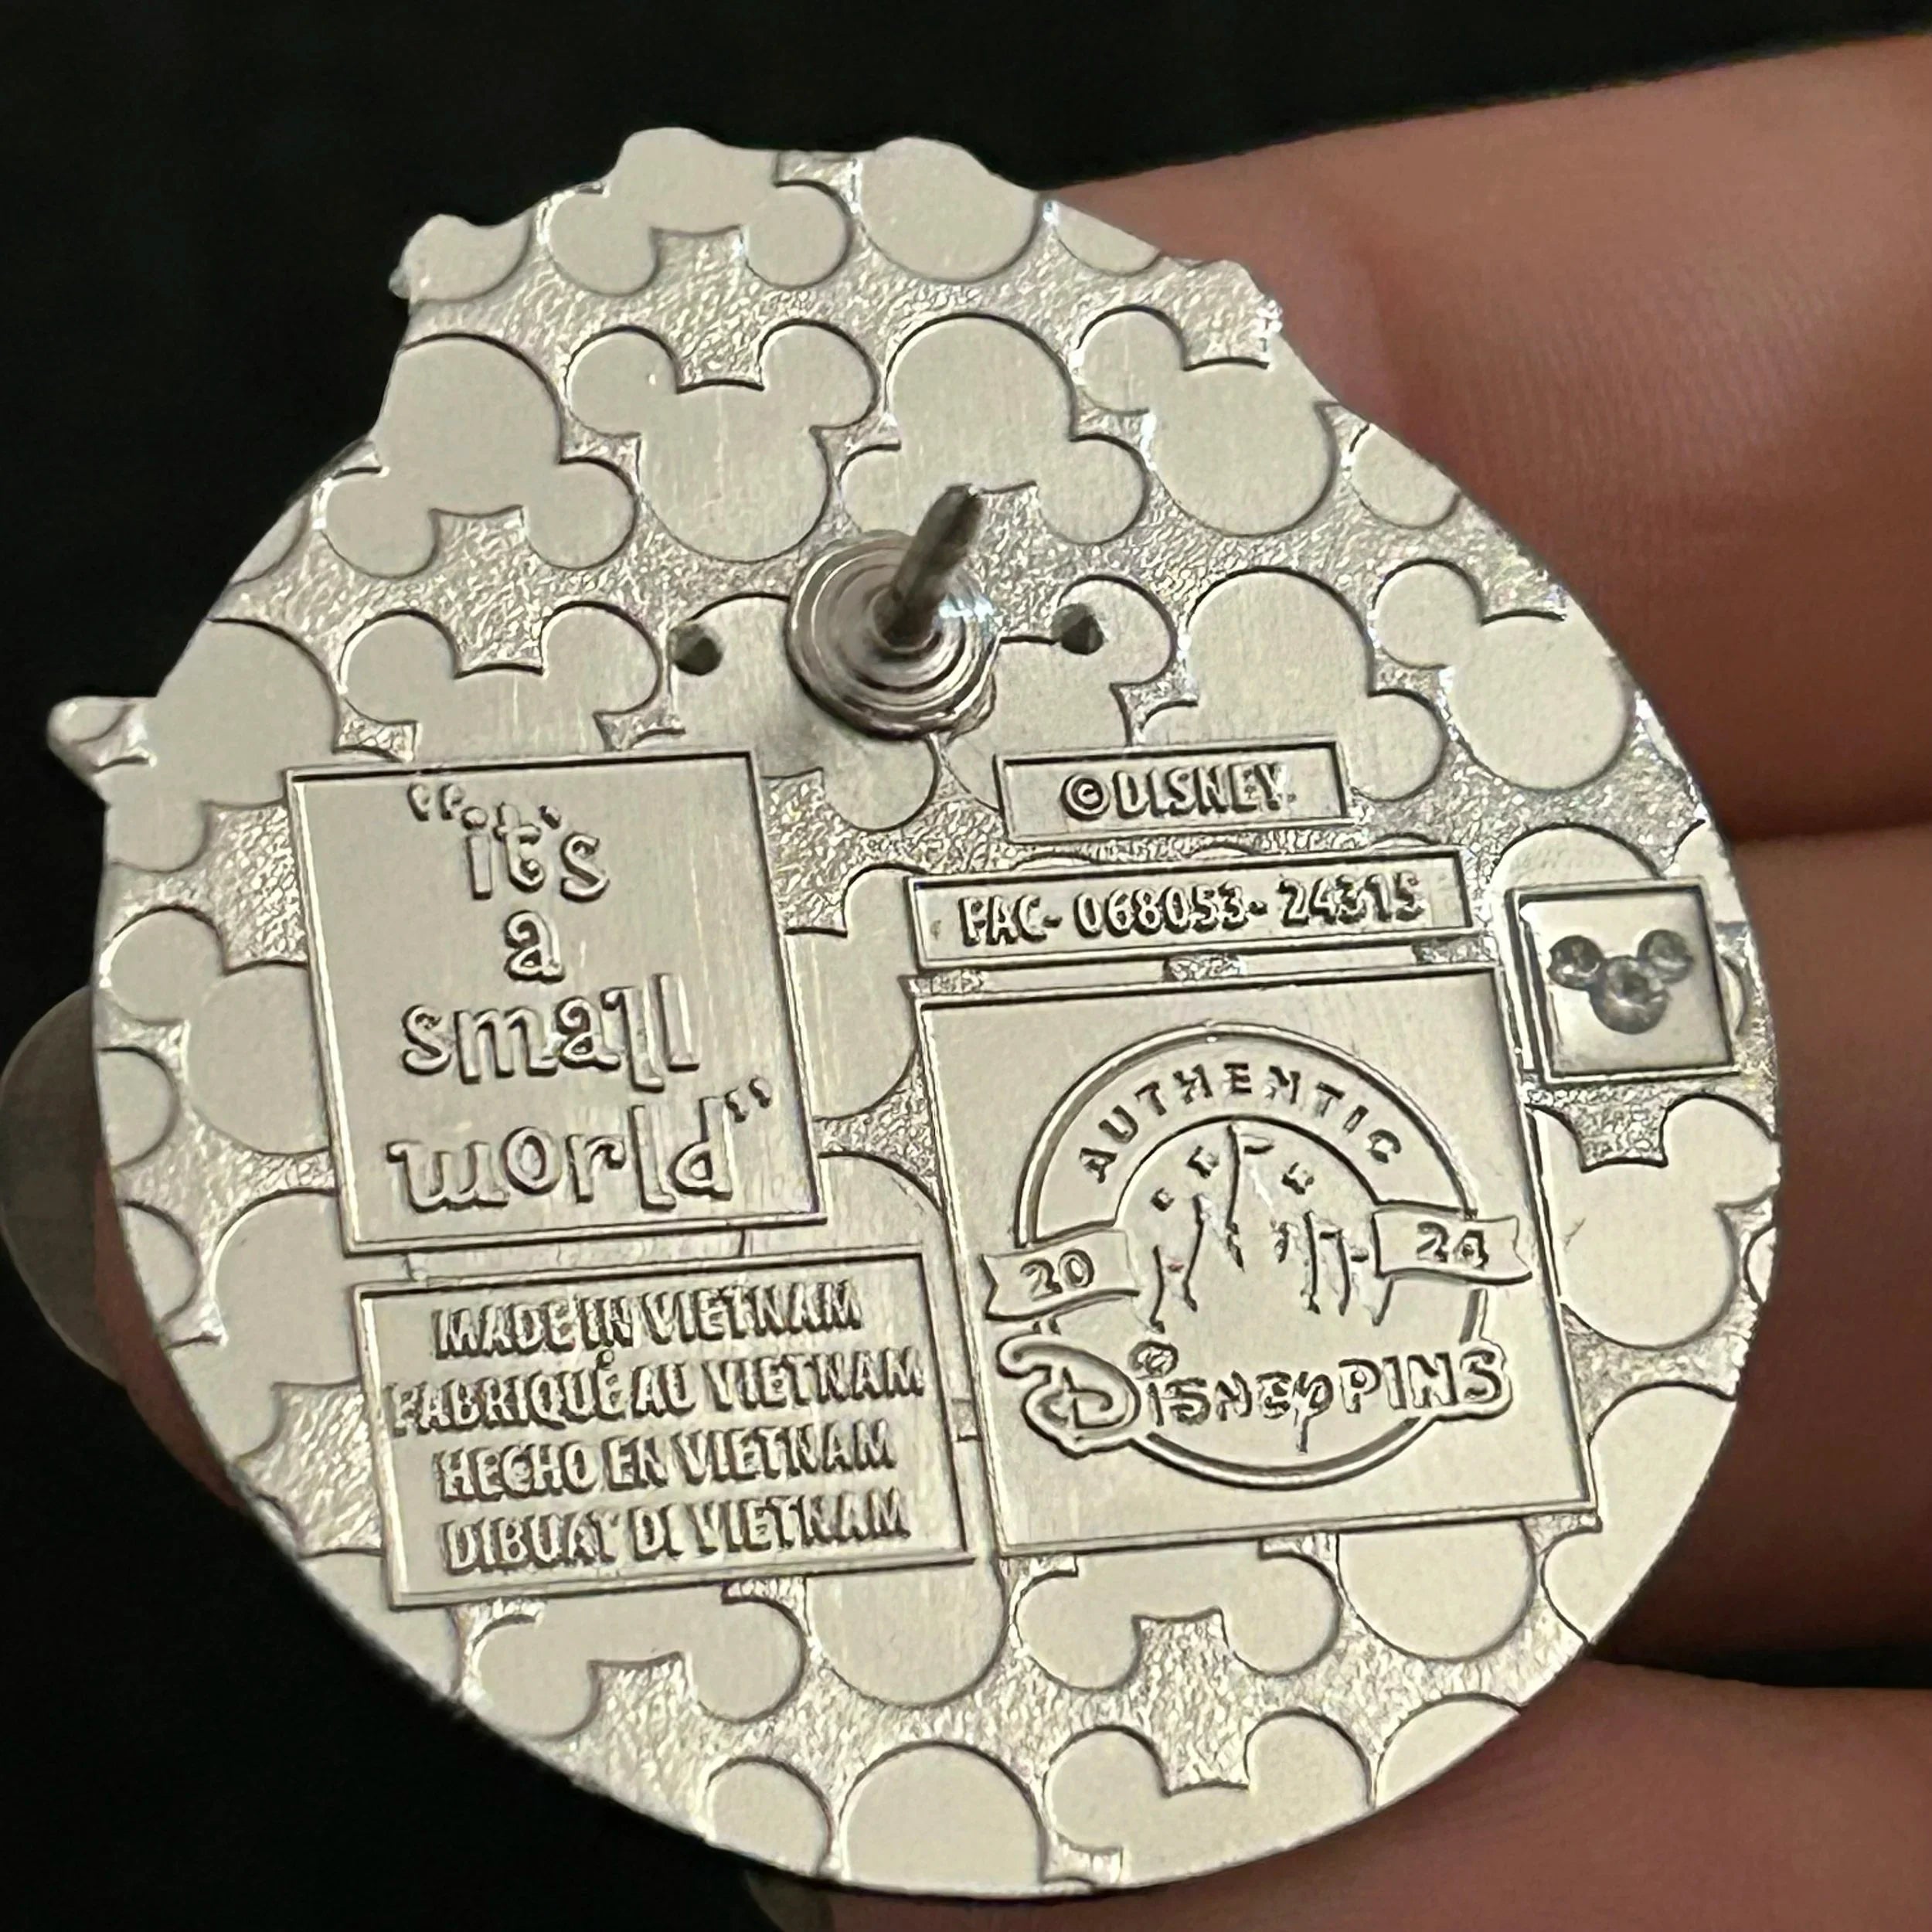 "it's
a
small
world"
©DISNEY.
FAC- 068053- 24315
AUTHENTIC
20 24
Disney PINS
MADE IN VIETNAM
FABRIQUÉ AU VIETNAM
HECHO EN VIETNAM
DIBUAT DI VIETNAM